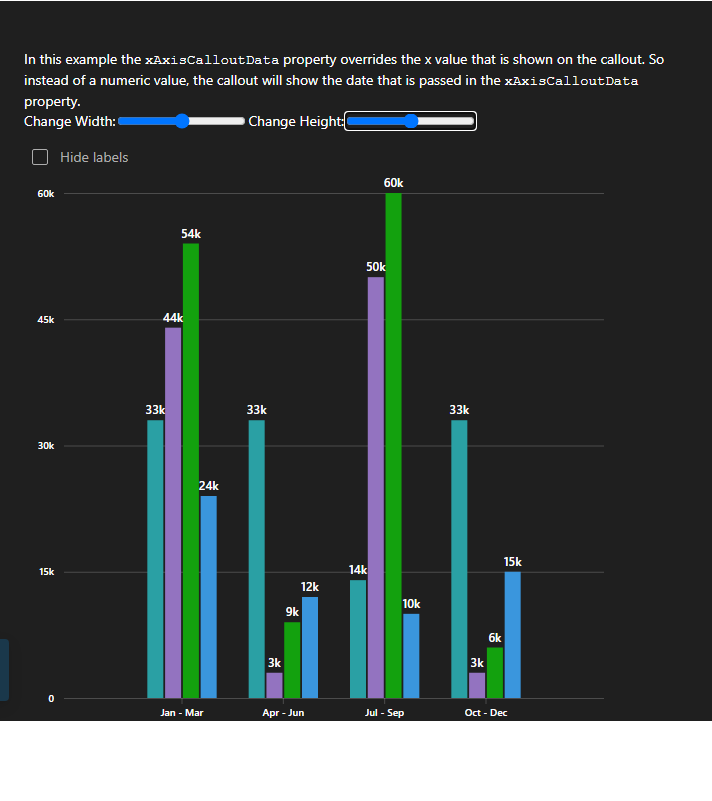 In this example the xAxisCalloutData property overrides the x value that is shown on the callout. So
instead of a numeric value, the callout will show the date that is passed in the xAxisCalloutData
property.
Change Width: Change Height:
Hide labels
60k
60k
54k
50k
45k
44k
33k
33k
33k
30k
24k
15k
14k
15k
12k
10k
9k
6k
3k
3k
0
Jan - Mar
Apr - Jun
Jul - Sep
Oct - Dec